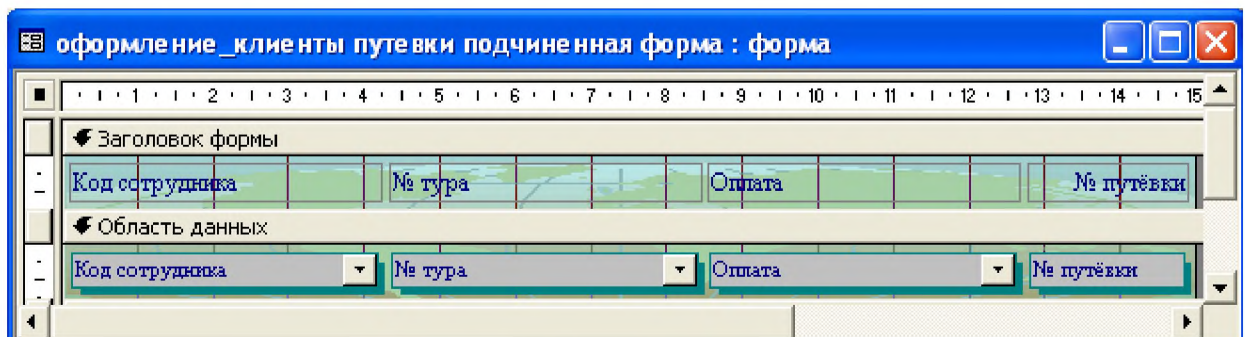 оформление_клиенты путевки подчиненная форма : форма
1 2 3 4 5 6 7 8 9 10 11 12 13 14 15
Заголовок формы
Код сотрудника № тура Оплата № путёвки
Область данных
Код сотрудника № тура Оплата № путёвки